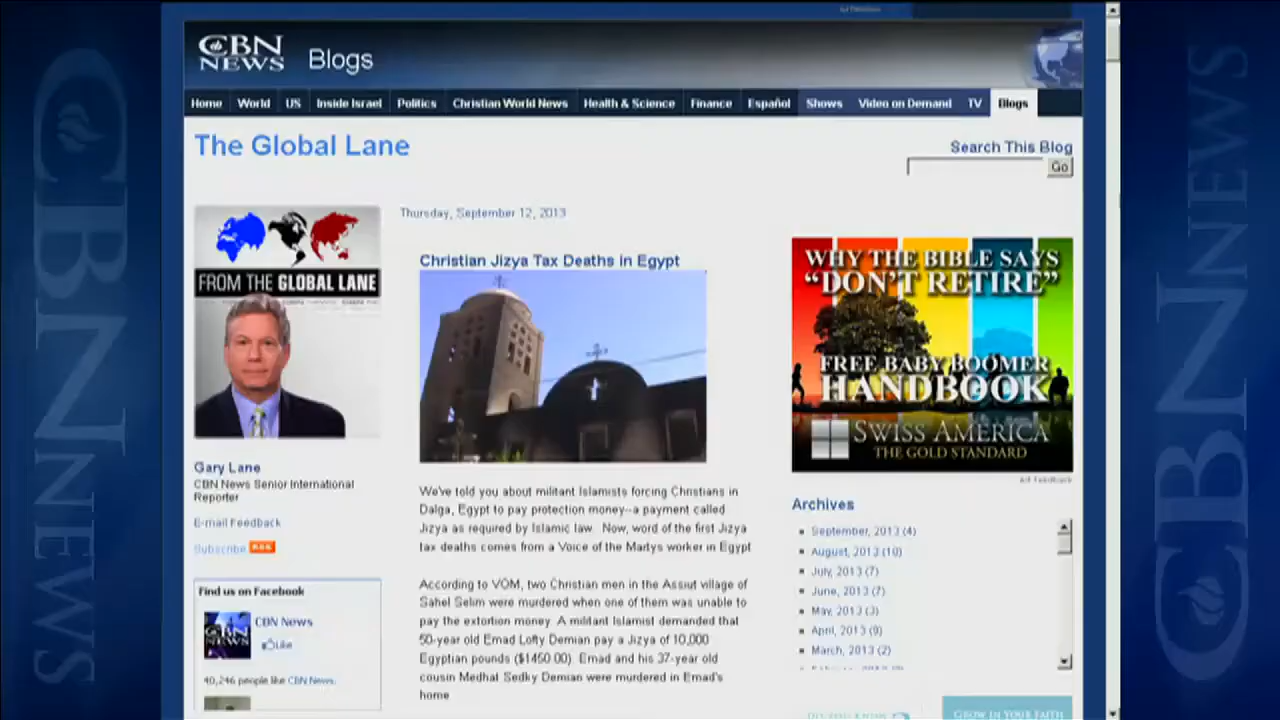 CBN NEWS Blogs
Home World US Inside Israel Politics Christian World News Health & Science Finance Español Shows Video on Demand TV Blogs
The Global Lane
Search This Blog
Go
FROM THE GLOBAL LANE
Gary Lane
CBN News Senior International
Reporter
E-mail Feedback
Subscribe RSS
Find us on Facebook
CBN NEWS
CBN News
Like
40,246 people like CBN News.
Thursday, September 12, 2013
Christian Jizya Tax Deaths in Egypt
We've told you about militant Islamists forcing Christians in
Dalga, Egypt to pay protection money--a payment called
Jizya as required by Islamic law. Now, word of the first Jizya
tax deaths comes from a Voice of the Martys worker in Egypt
According to VOM, two Christian men in the Assiut village of
Sahel Selim were murdered when one of them was unable to
pay the extortion money. A militant Islamist demanded that
50-year old Emad Lofty Demian pay a Jizya of 10,000
Egyptian pounds ($1450.00). Emad and his 37-year old
cousin Medhat Sedky Demian were murdered in Emad's
home
WHY THE BIBLE SAYS
"DON'T RETIRE"
FREE BABY BOOMER
HANDBOOK
SWISS AMERICA
THE GOLD STANDARD
Ad Feedback
Archives
September, 2013 (4)
August, 2013 (10)
July, 2013 (7)
June, 2013 (7)
May, 2013 (3)
April, 2013 (9)
March, 2013 (2)
GROW IN YOUR FAITH
CBN NEWS
CBN NEWS